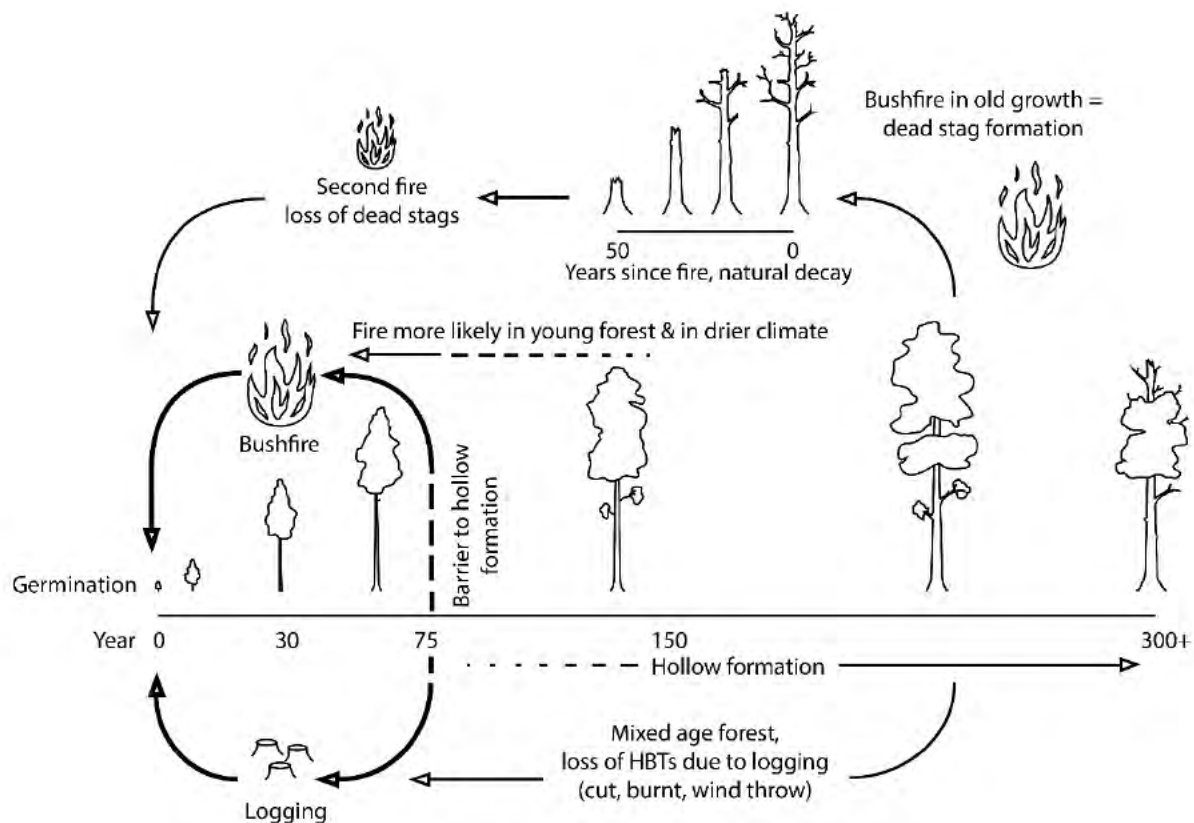 Bushfire in old growth =
dead stag formation
Second fire
loss of dead stags
50 0
Years since fire, natural decay
Fire more likely in young forest & in drier climate
Bushfire
Barrier to hollow
formation
Germination
Year 0 30 75 150 300+
Hollow formation
Mixed age forest,
loss of HBTs due to logging
(cut, burnt, wind throw)
Logging